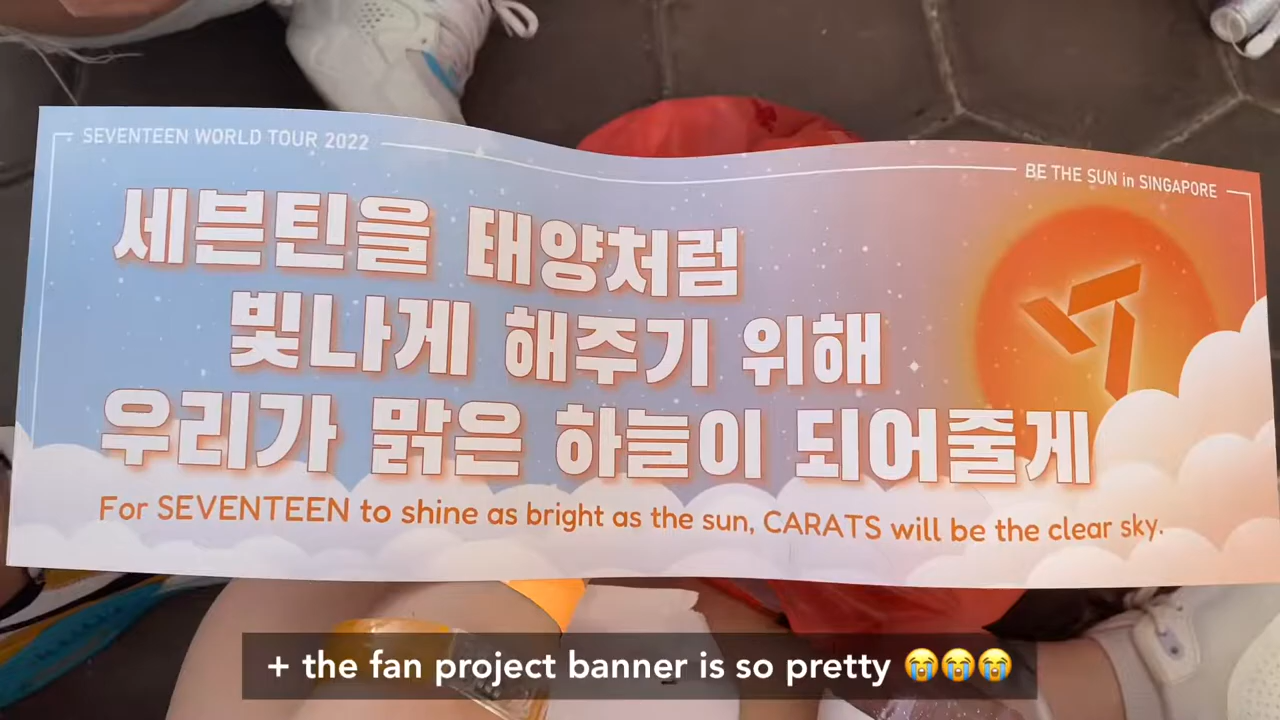 SEVENTEEN WORLD TOUR 2022
BE THE SUN in SINGAPORE
세븐틴을 태양처럼
빛나게 해주기 위해
우리가 맑은 하늘이 되어줄게
For SEVENTEEN to shine as bright as the sun, CARATS will be the clear sky.
+ the fan project banner is so pretty 😭😭😭